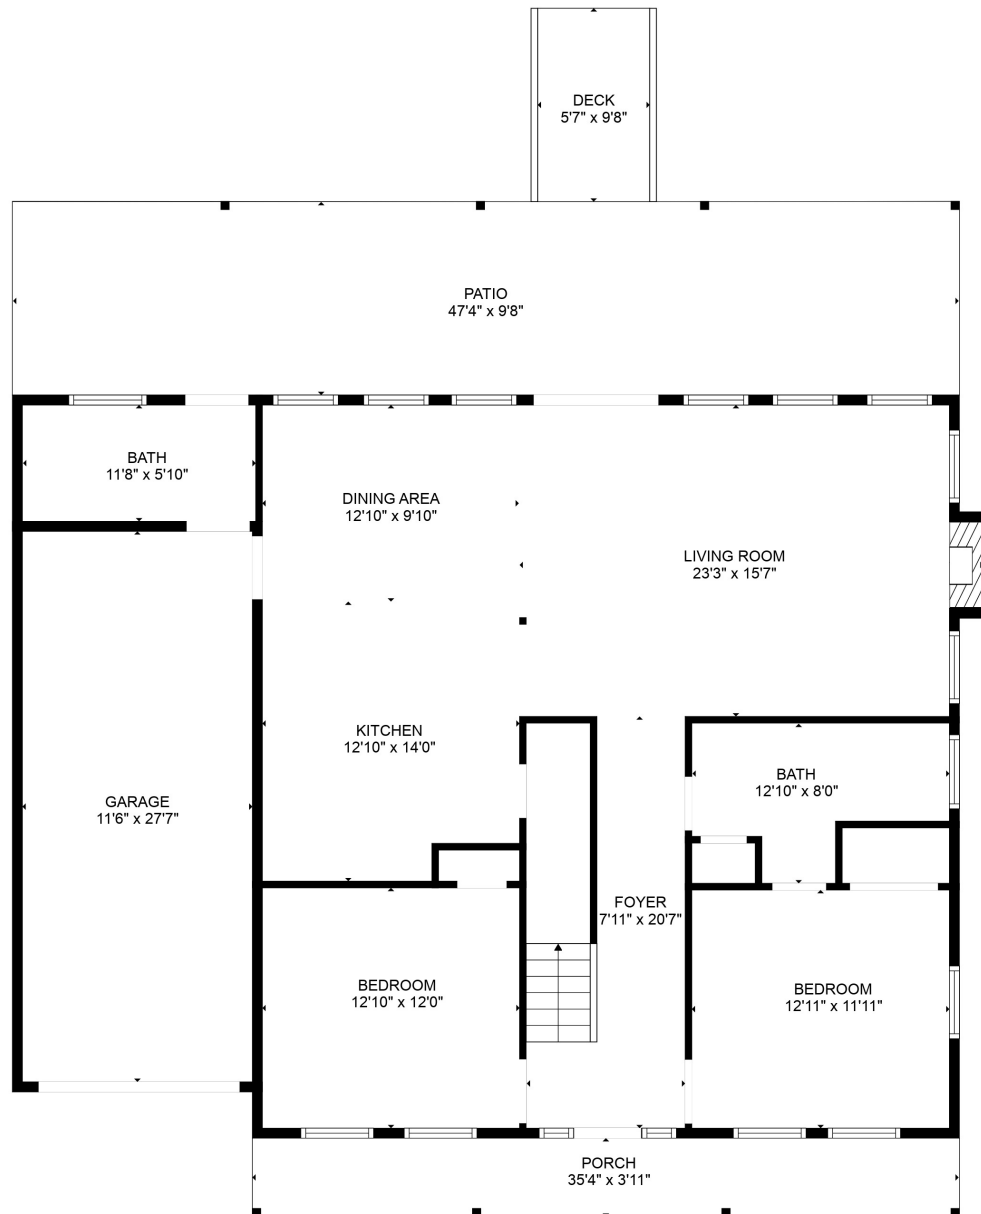 DECK
5'7" x 9'8"
PATIO
47'4" x 9'8"
BATH
11'8" x 5'10"
DINING AREA
12'10" x 9'10"
LIVING ROOM
23'3" x 15'7"
KITCHEN
12'10" x 14'0"
BATH
12'10" x 8'0"
GARAGE
11'6" x 27'7"
FOYER
7'11" x 20'7"
BEDROOM
12'10" x 12'0"
BEDROOM
12'11" x 11'11"
PORCH
35'4" x 3'11"